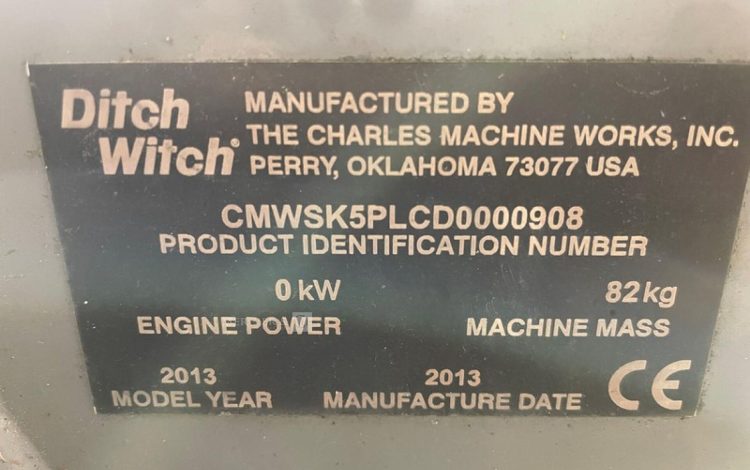 Ditch
Witch®
MANUFACTURED BY
THE CHARLES MACHINE WORKS, INC.
PERRY, OKLAHOMA 73077 USA
CMWSK5PLCD0000908
PRODUCT IDENTIFICATION NUMBER
0 kW
82 kg
ENGINE POWER
MACHINE MASS
2013
2013
MODEL YEAR
MANUFACTURE DATE
CE